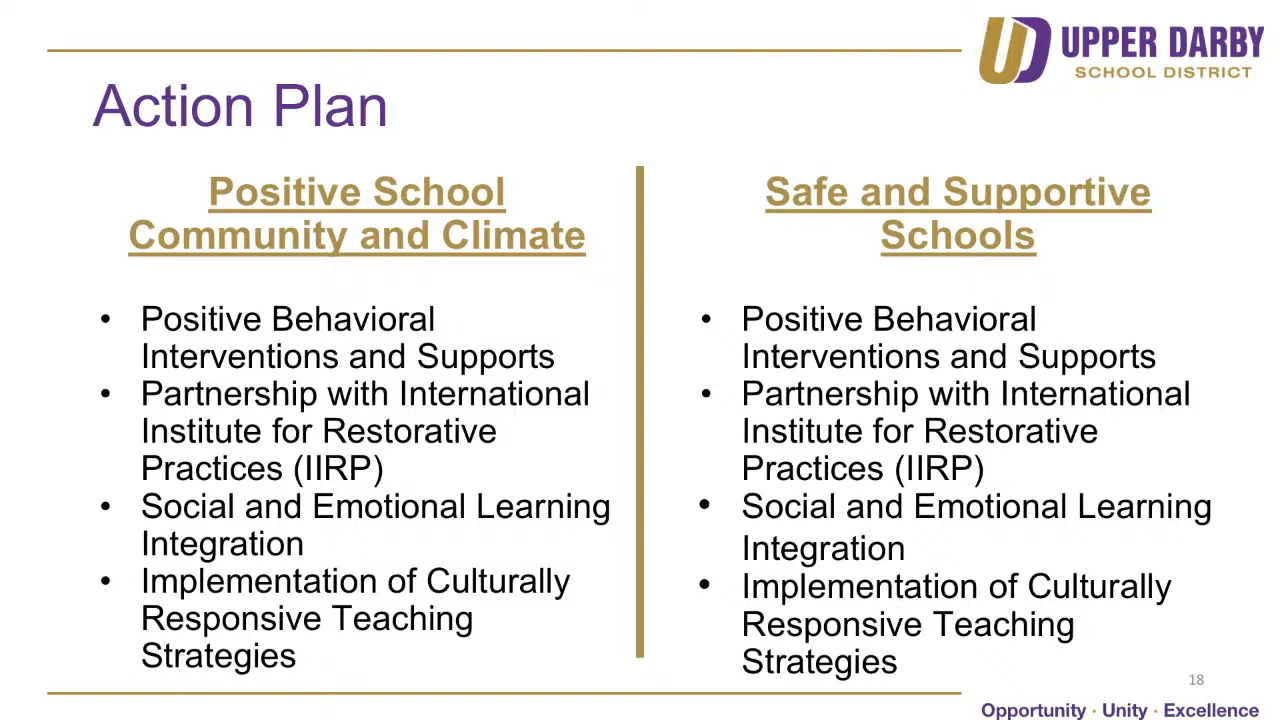 UPPER DARBY
SCHOOL DISTRICT
Action Plan
Positive School
Community and Climate
• Positive Behavioral
Interventions and Supports
• Partnership with International
Institute for Restorative
Practices (IIRP)
• Social and Emotional Learning
Integration
• Implementation of Culturally
Responsive Teaching
Strategies
Safe and Supportive
Schools
• Positive Behavioral
Interventions and Supports
• Partnership with International
Institute for Restorative
Practices (IIRP)
• Social and Emotional Learning
Integration
• Implementation of Culturally
Responsive Teaching
Strategies
18
Opportunity · Unity · Excellence